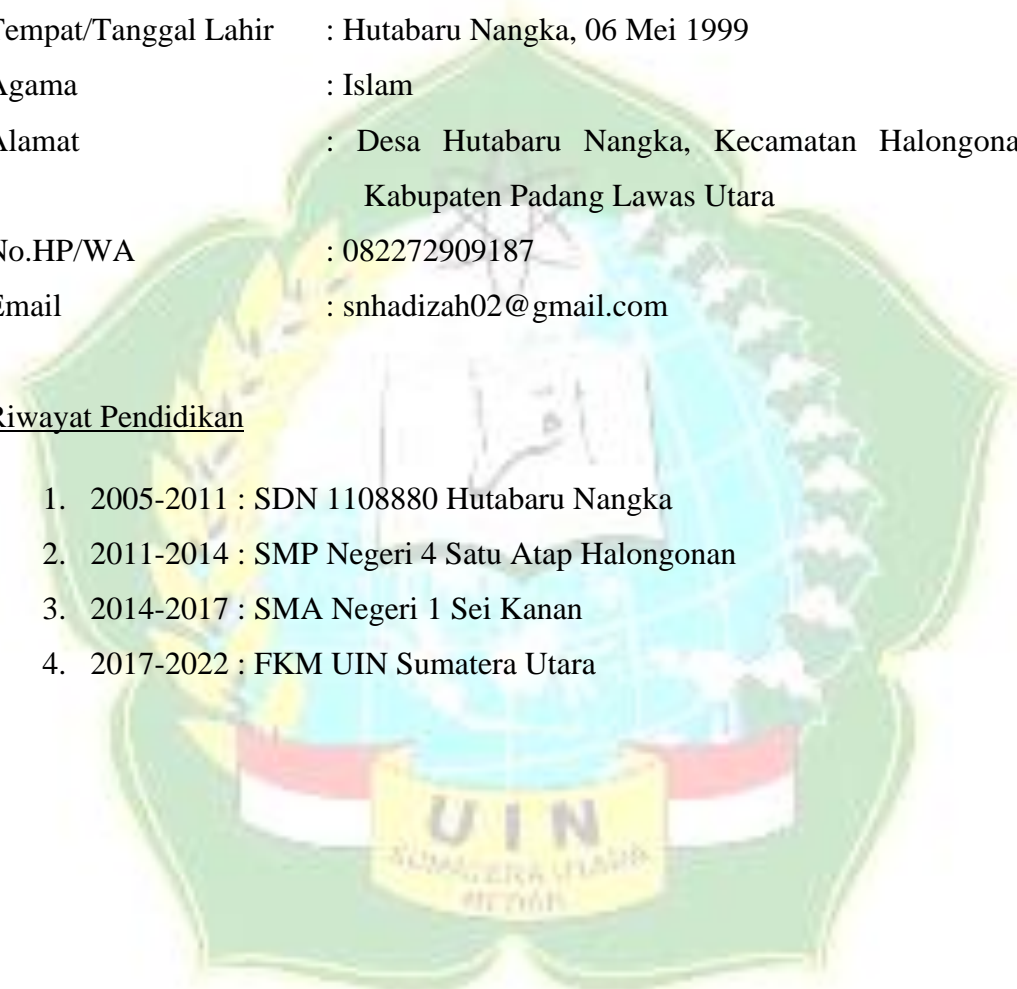 Tempat/Tanggal Lahir : Hutabaru Nangka, 06 Mei 1999
Agama : Islam
Alamat : Desa Hutabaru Nangka, Kecamatan Halongona
Kabupaten Padang Lawas Utara
No.HP/WA : 082272909187
Email : snhadizah02@gmail.com
Riwayat Pendidikan
1. 2005-2011 : SDN 1108880 Hutabaru Nangka
2. 2011-2014 : SMP Negeri 4 Satu Atap Halongonan
3. 2014-2017 : SMA Negeri 1 Sei Kanan
4. 2017-2022 : FKM UIN Sumatera Utara
UIN
SUMATERA UTARA
MEDAN